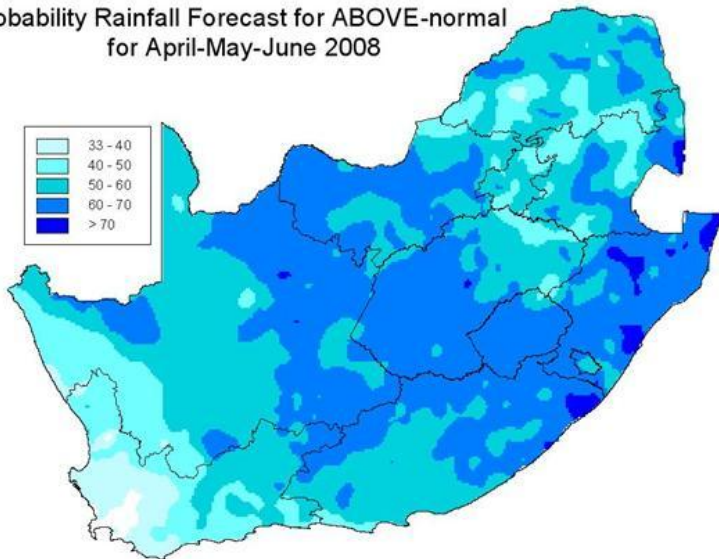 obability Rainfall Forecast for ABOVE-normal
for April-May-June 2008
33 - 40
40 - 50
50 - 60
60 - 70
> 70